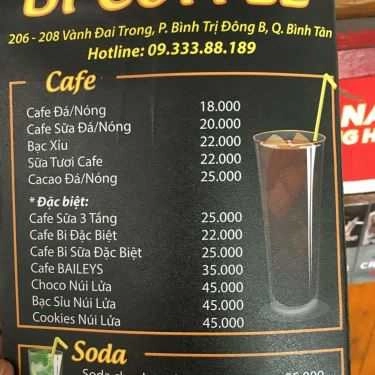 206 - 208 Vành Đai Trong, P. Bình Trị Đông B, Q. Bình Tân
Hotline: 09.333.88.189
Cafe
Cafe Đá/Nóng 18.000
Cafe Sữa Đá/Nóng 20.000
Bạc Xỉu 22.000
Sữa Tươi Cafe 22.000
Cacao Đá/Nóng 25.000
* Đặc biệt:
Cafe Sữa 3 Tầng 25.000
Cafe Bi Đặc Biệt 22.000
Cafe Bi Sữa Đặc Biệt 25.000
Cafe BAILEYS 35.000
Choco Núi Lửa 45.000
Bạc Sỉu Núi Lửa 45.000
Cookies Núi Lửa 45.000
Soda